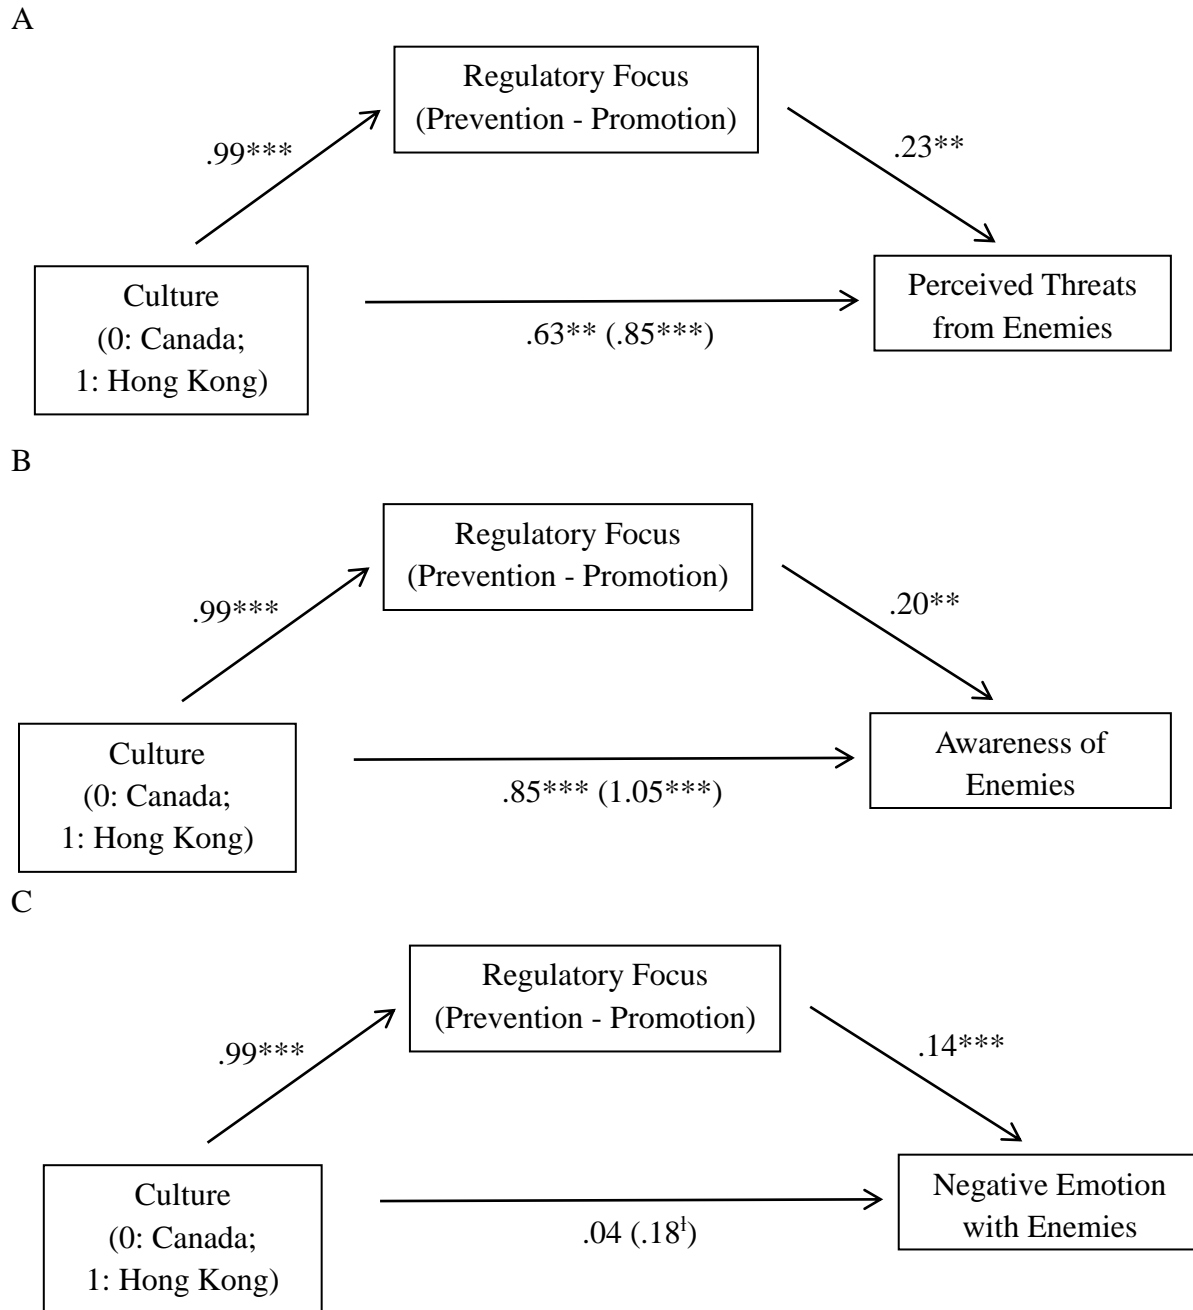 A
Regulatory Focus
(Prevention - Promotion)
.99***
.23**
Culture
(0: Canada;
1: Hong Kong)
.63** (.85***)
Perceived Threats
from Enemies
B
Regulatory Focus
(Prevention - Promotion)
.99***
.20**
Culture
(0: Canada;
1: Hong Kong)
.85*** (1.05***)
Awareness of
Enemies
C
Regulatory Focus
(Prevention - Promotion)
.99***
.14***
Culture
(0: Canada;
1: Hong Kong)
.04 (.18ƚ)
Negative Emotion
with Enemies